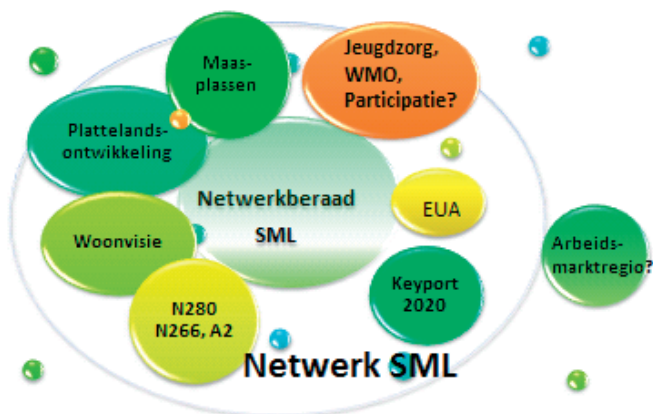 Maas-
plassen
Jeugdzorg,
WMO,
Participatie?
Plattelands-
ontwikkeling
Netwerkberaad
SML
EUA
Woonvisie
Arbeids-
marktregio?
Keyport
2020
N280
N266, A2
Netwerk SML